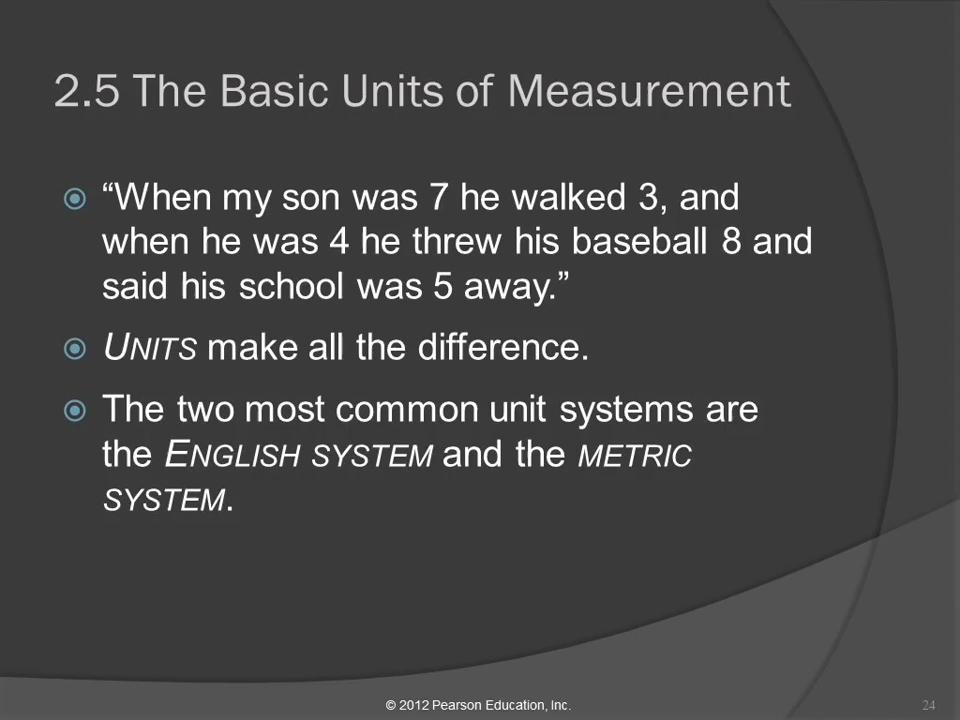 2.5 The Basic Units of Measurement
“When my son was 7 he walked 3, and
when he was 4 he threw his baseball 8 and
said his school was 5 away.”
UNITS make all the difference.
The two most common unit systems are
the ENGLISH SYSTEM and the METRIC
SYSTEM.
© 2012 Pearson Education, Inc.
24